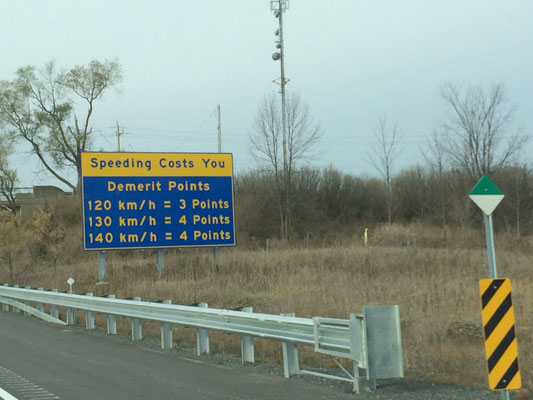 Speeding Costs You
Demerit Points
120 km/h = 3 Points
130 km/h = 4 Points
140 km/h = 4 Points